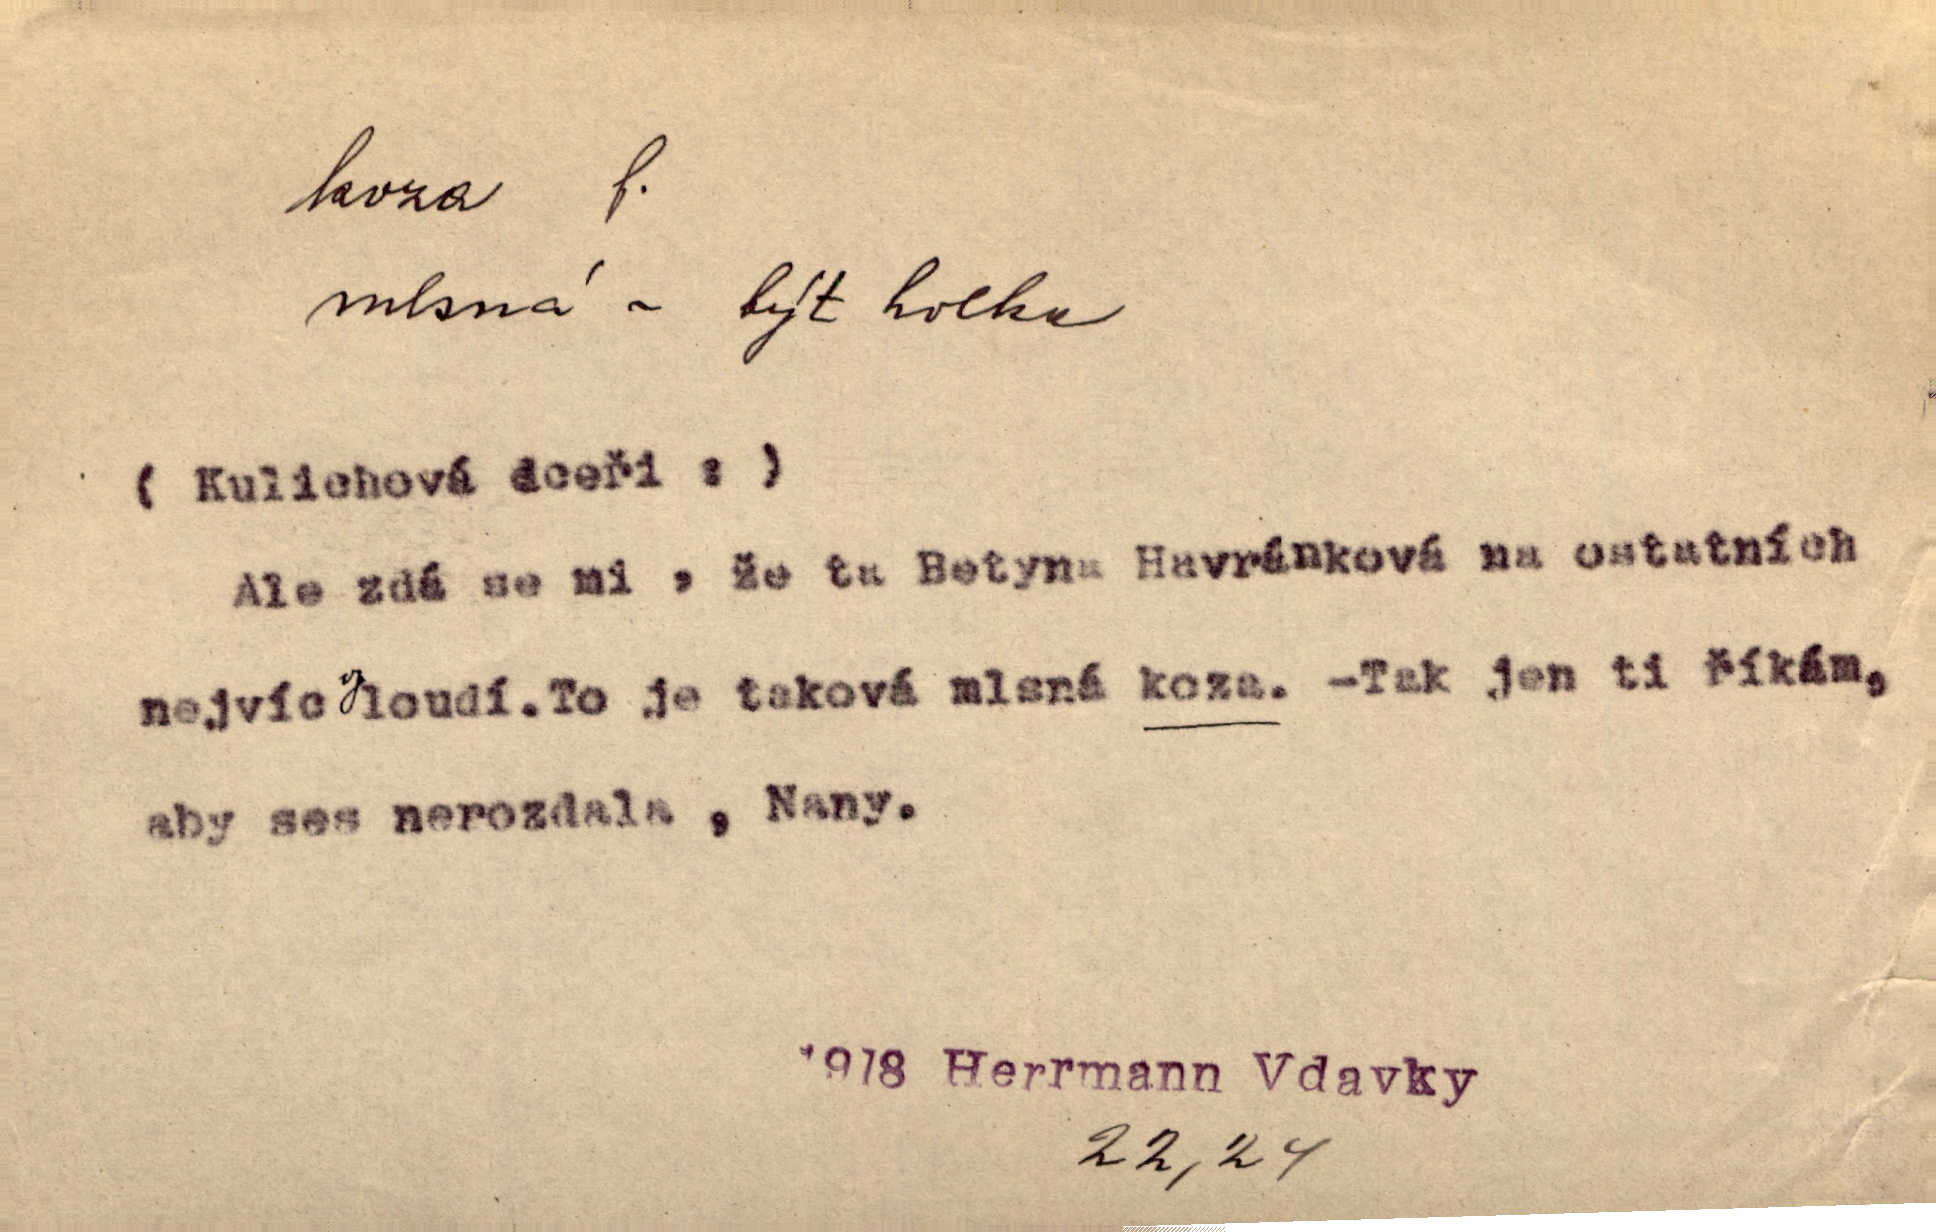 koza f.
mlsná ~ být holka
( Kulichová dceři : )
Ale zdá se mi , že ta Betyna Havránková na ostatních
nejvíc yloudí.To je taková mlsná koza. -Tak jen ti říkám,
aby ses nerozdala , Nany.
1918 Herrmann Vdavky
22,24